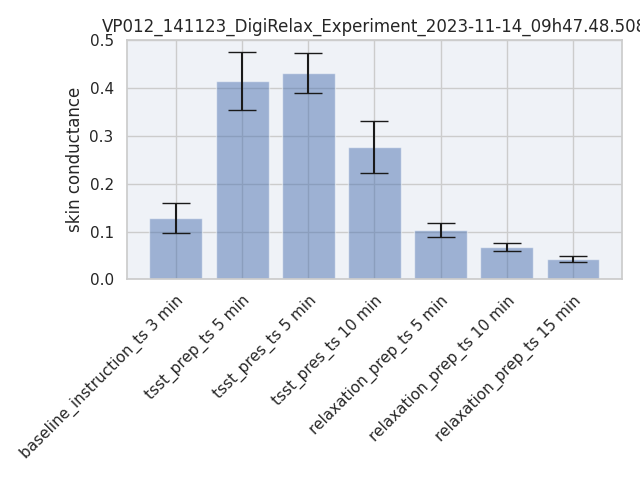 VP012_141123_DigiRelax_Experiment_2023-11-14_09h47.48.508
0.5
0.4
0.3
0.2
0.1
0.0
skin conductance
baseline_instruction_ts 3 min
tsst_prep_ts 5 min
tsst_pres_ts 5 min
tsst_pres_ts 10 min
relaxation_prep_ts 5 min
relaxation_prep_ts 10 min
relaxation_prep_ts 15 min